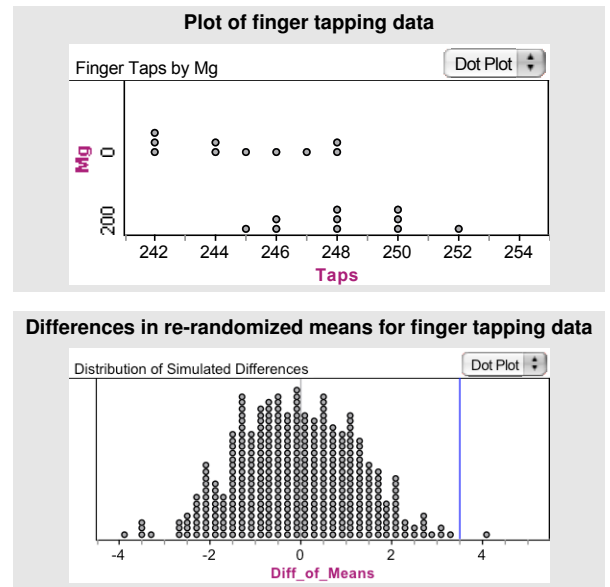 Plot of finger tapping data
Finger Taps by Mg
Dot Plot
Mg
0
200
242 244 246 248 250 252 254
Taps
Differences in re-randomized means for finger tapping data
Distribution of Simulated Differences
Dot Plot
-4 -2 0 2 4
Diff_of_Means